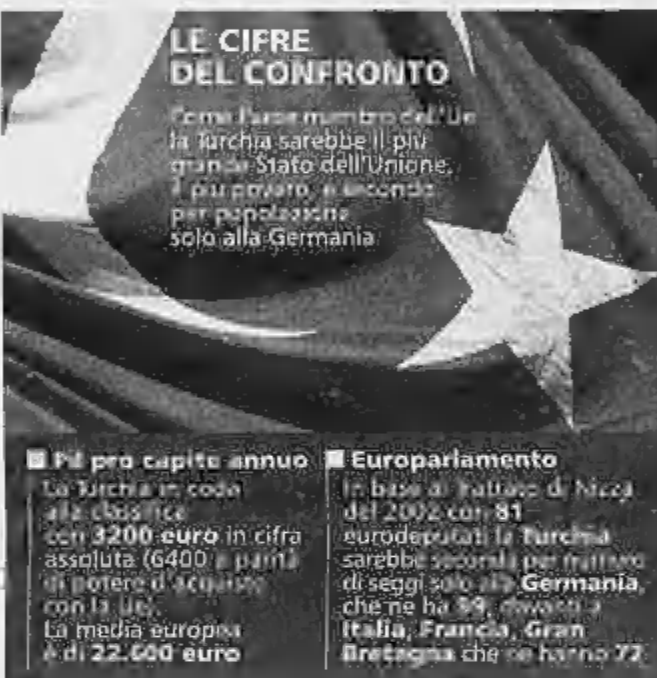 LE CIFRE
DEL CONFRONTO
Come Paese membro dell'Ue
la Turchia sarebbe il più
grande Stato dell'Unione,
il più povero, e secondo
per popolazione
solo alla Germania
Pil pro capite annuo
La Turchia in coda
alla classifica
con 3200 euro in cifra
assoluta (6400 a parità
di potere d'acquisto
con la Ue).
La media europea
è di 22.600 euro
Europarlamento
In base al Trattato di Nizza
del 2002 con 81
eurodeputati la Turchia
sarebbe seconda per numero
di seggi solo alla Germania,
che ne ha 99, davanti a
Italia, Francia, Gran
Bretagna che ne hanno 72